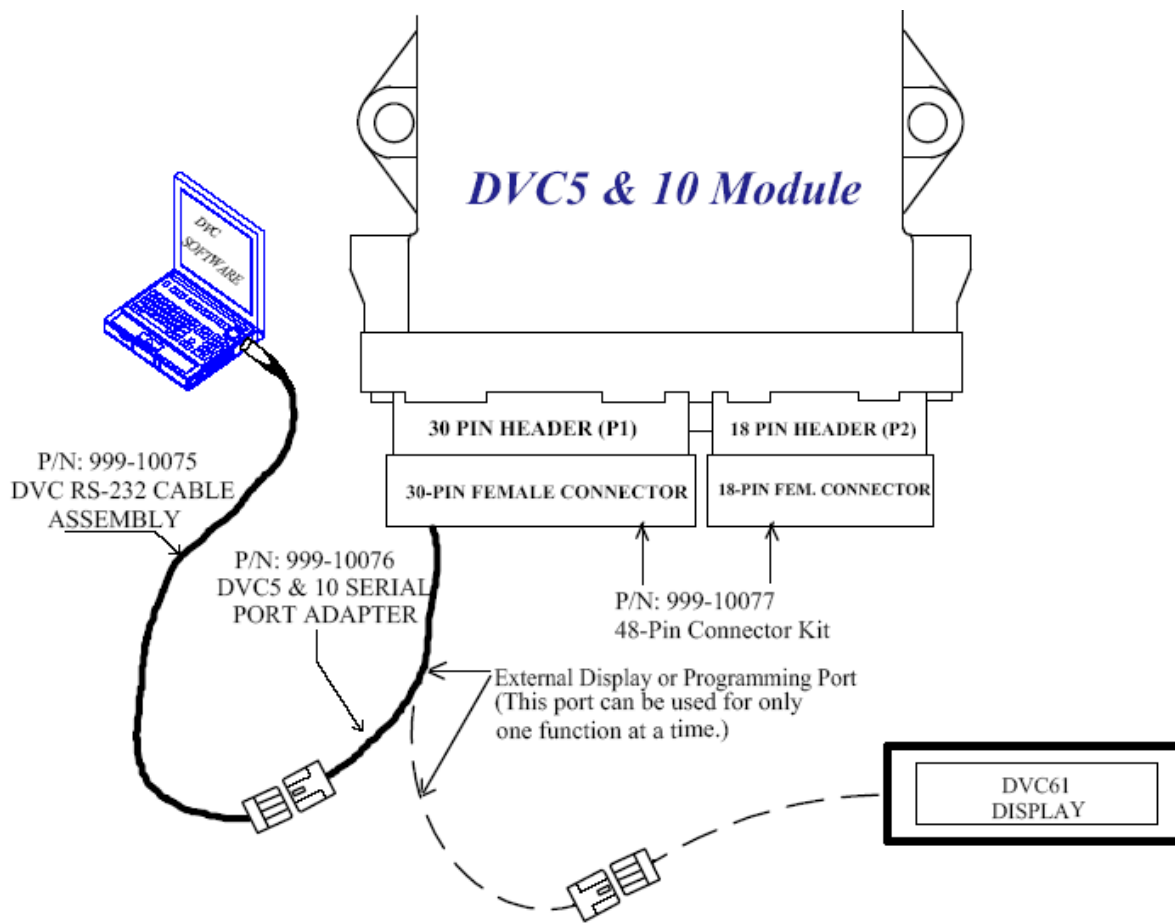 DVC5 & 10 Module
DVC
SOFTWARE
30 PIN HEADER (P1)
18 PIN HEADER (P2)
30-PIN FEMALE CONNECTOR
18-PIN FEM. CONNECTOR
P/N: 999-10075
DVC RS-232 CABLE
ASSEMBLY
P/N: 999-10076
DVC5 & 10 SERIAL
PORT ADAPTER
P/N: 999-10077
48-Pin Connector Kit
External Display or Programming Port
(This port can be used for only
one function at a time.)
DVC61
DISPLAY